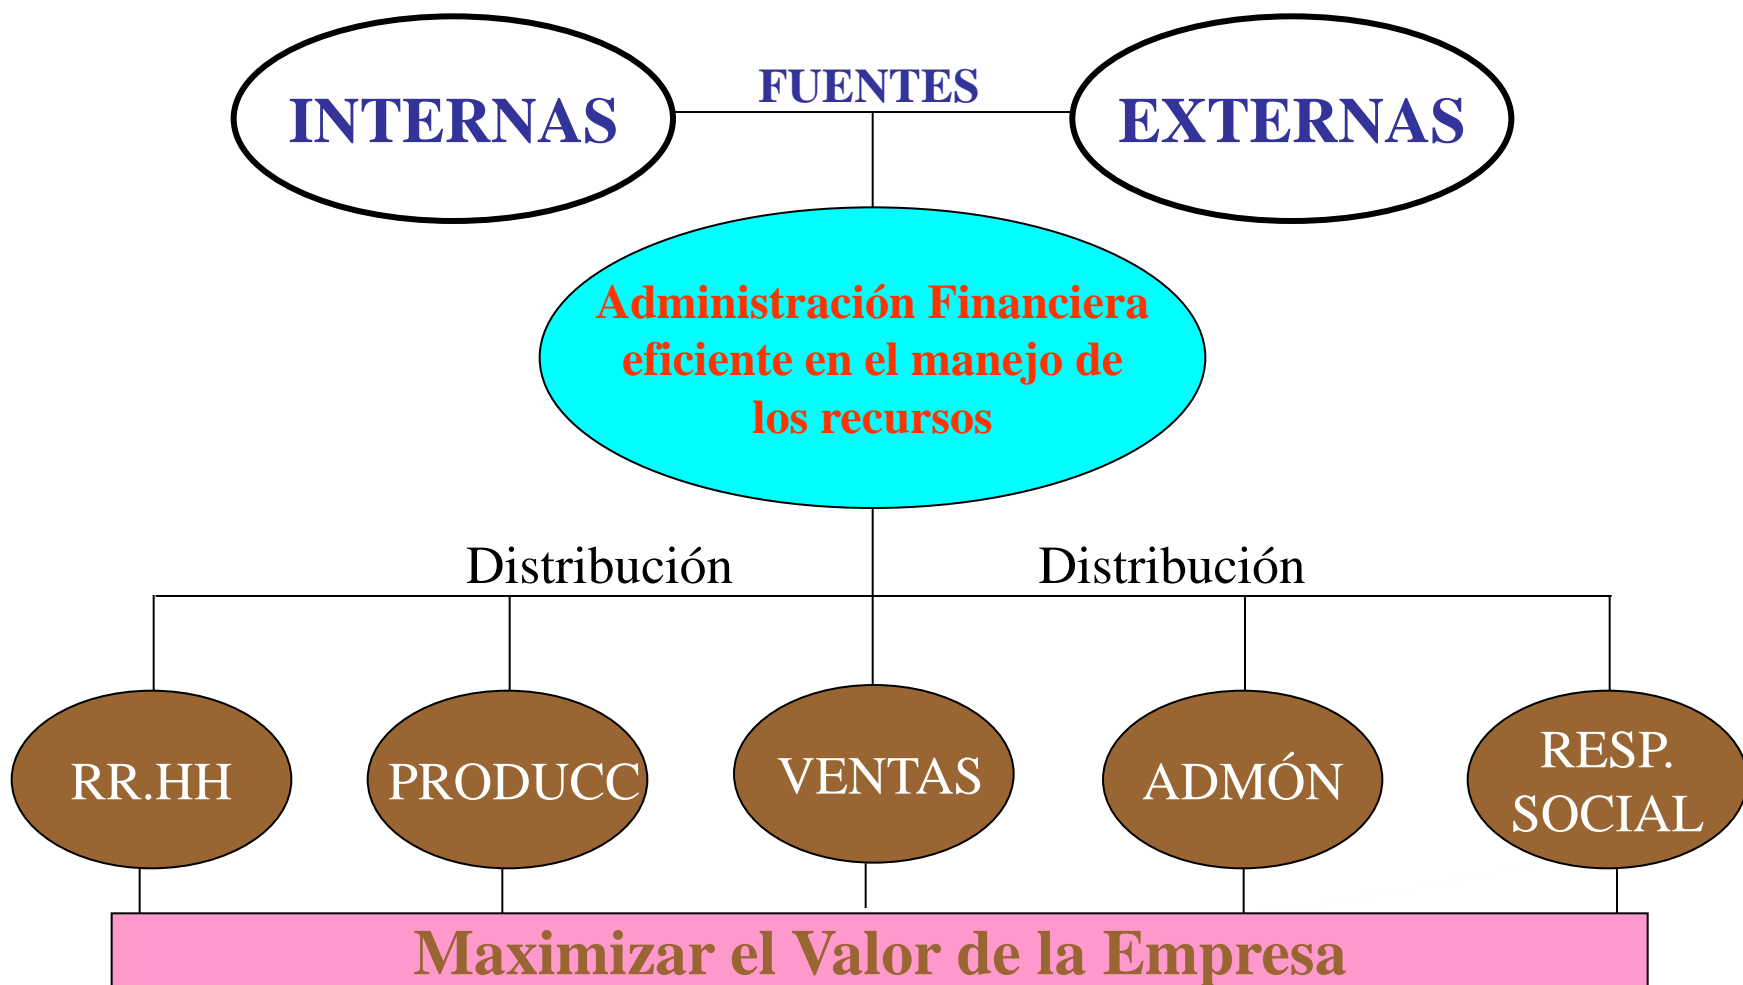 FUENTES
INTERNAS
EXTERNAS
Administración Financiera
eficiente en el manejo de
los recursos
Distribución
Distribución
RR.HH
PRODUCC
VENTAS
ADMÓN
RESP.
SOCIAL
Maximizar el Valor de la Empresa